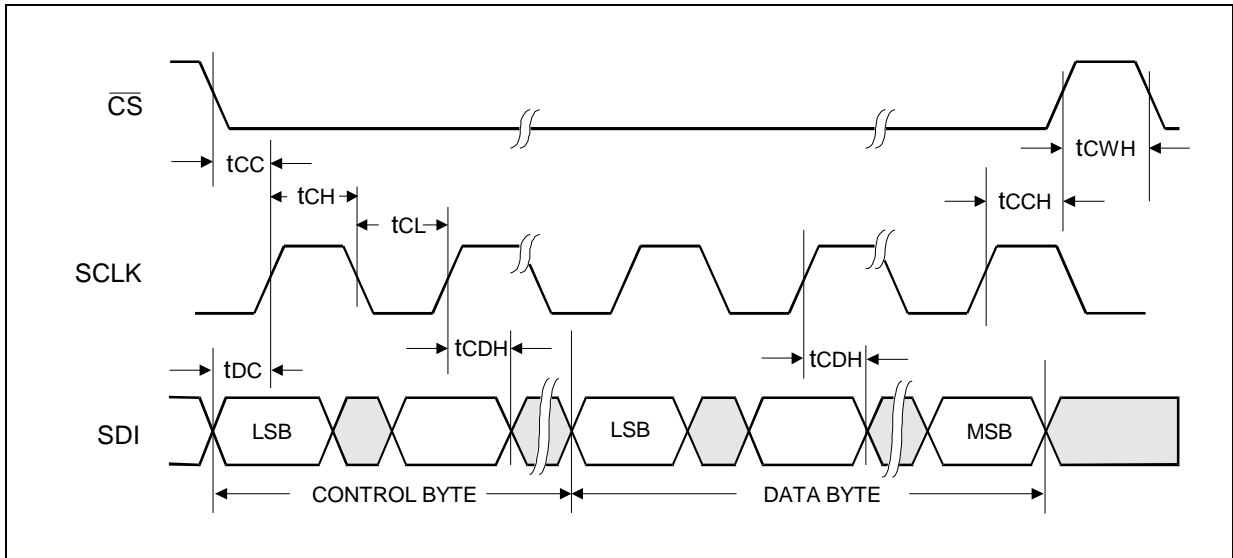 CS
tCC
tCWH
tCH
tCCH
tCL
SCLK
tCDH
tCDH
tDC
SDI
LSB
LSB
MSB
CONTROL BYTE
DATA BYTE